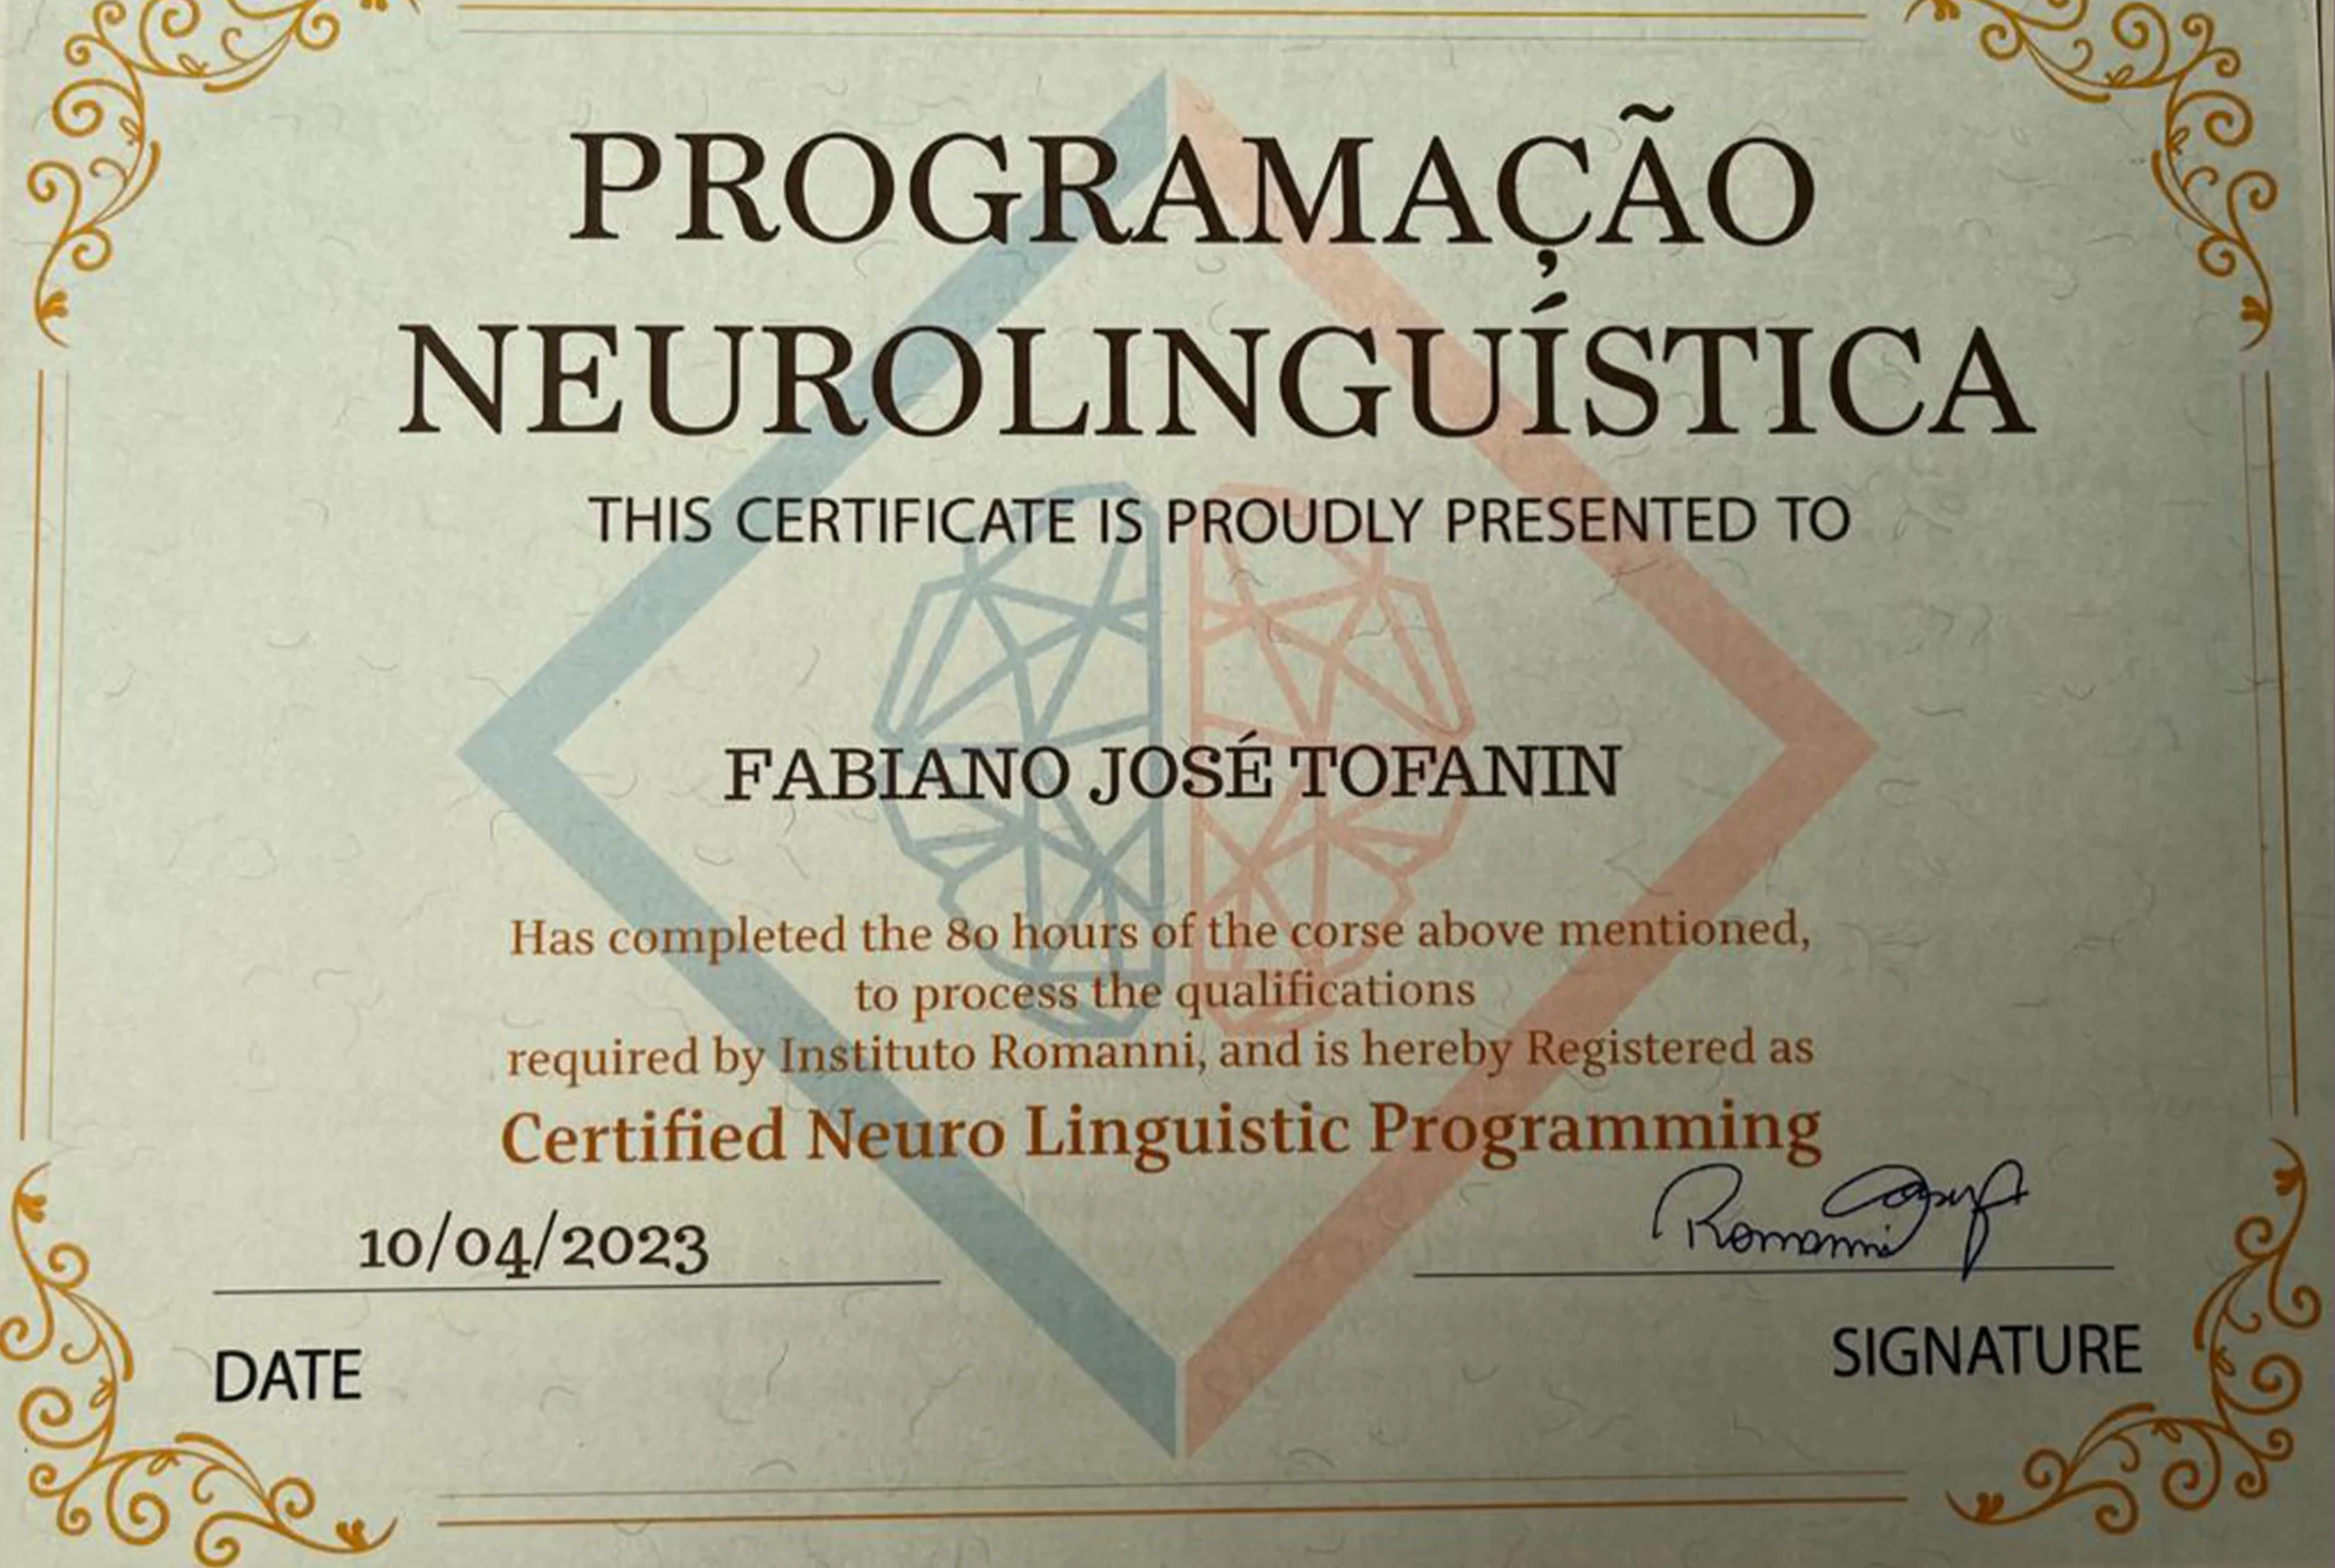 PROGRAMAÇÃO
NEUROLINGUÍSTICA
THIS CERTIFICATE IS PROUDLY PRESENTED TO
FABIANO JOSÉ TOFANIN
Has completed the 80 hours of the corse above mentioned,
to process the qualifications
required by Instituto Romanni, and is hereby Registered as
Certified Neuro Linguistic Programming
10/04/2023
Romanni
DATE
SIGNATURE